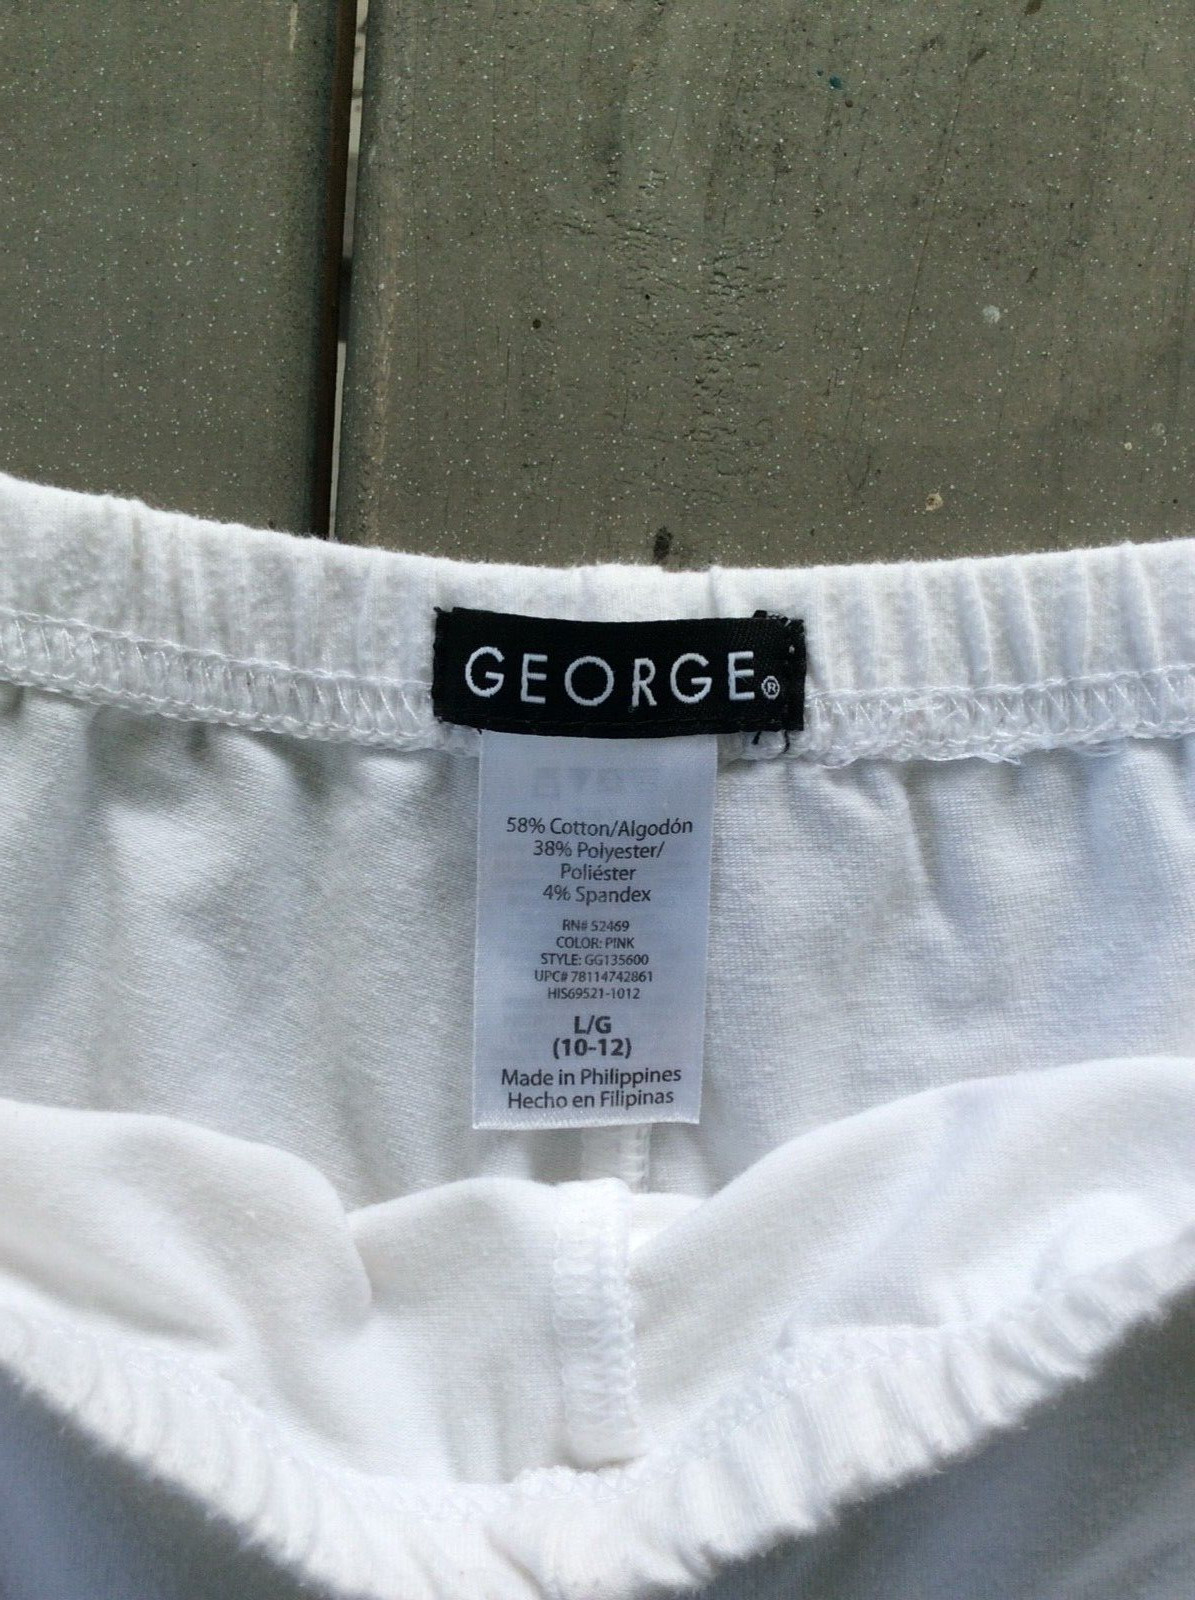 GEORGE®
58% Cotton/Algodón
38% Polyester/
Poliéster
4% Spandex
RN# 52469
COLOR: PINK
STYLE: GG135600
UPC# 78114742861
HIS69521-1012
L/G
(10-12)
Made in Philippines
Hecho en Filipinas